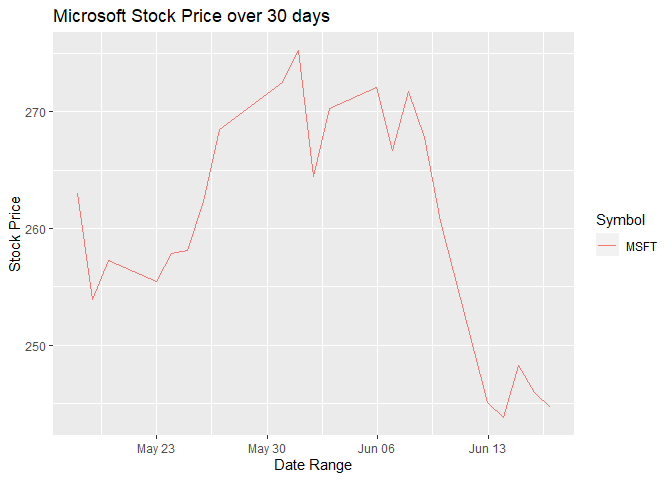 Microsoft Stock Price over 30 days
270
260
250
Stock Price
May 23
May 30
Jun 06
Jun 13
Date Range
Symbol
MSFT